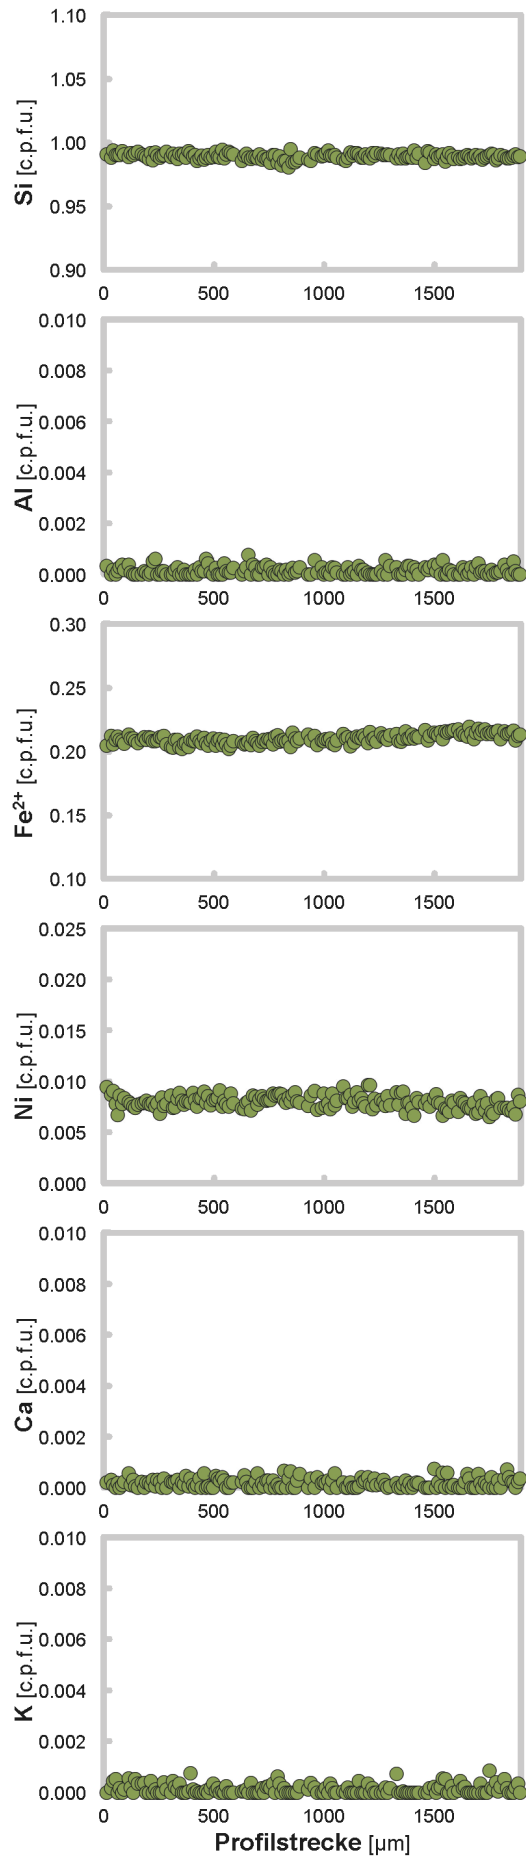 Si [c.p.f.u.]
1.10
1.05
1.00
0.95
0.90
0 500 1000 1500
Al [c.p.f.u.]
0.010
0.008
0.006
0.004
0.002
0.000
0 500 1000 1500
Fe²⁺ [c.p.f.u.]
0.30
0.25
0.20
0.15
0.10
0 500 1000 1500
Ni [c.p.f.u.]
0.025
0.020
0.015
0.010
0.005
0.000
0 500 1000 1500
Ca [c.p.f.u.]
0.010
0.008
0.006
0.004
0.002
0.000
0 500 1000 1500
K [c.p.f.u.]
0.010
0.008
0.006
0.004
0.002
0.000
0 500 1000 1500
Profilstrecke [µm]